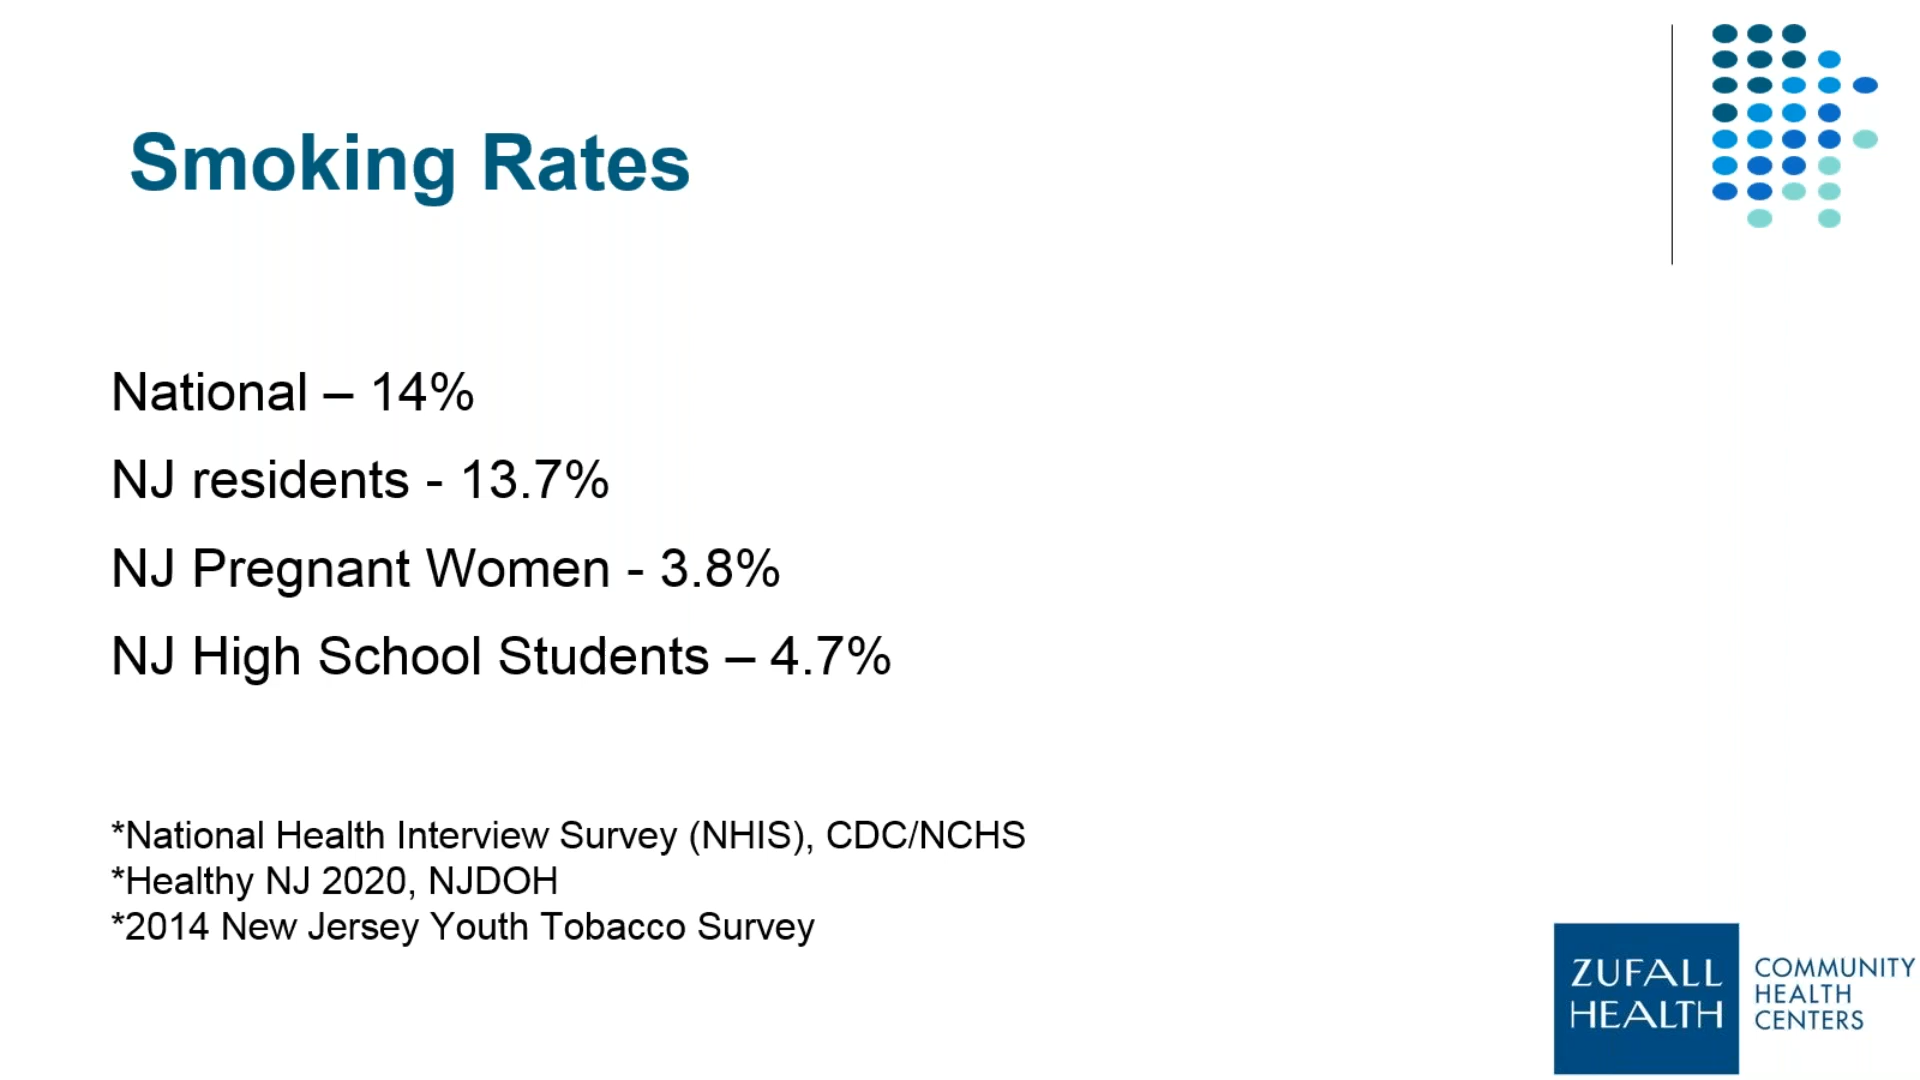 Smoking Rates
National – 14%
NJ residents - 13.7%
NJ Pregnant Women - 3.8%
NJ High School Students – 4.7%
*National Health Interview Survey (NHIS), CDC/NCHS
*Healthy NJ 2020, NJDOH
*2014 New Jersey Youth Tobacco Survey
ZUFALL
HEALTH
COMMUNITY
HEALTH
CENTERS